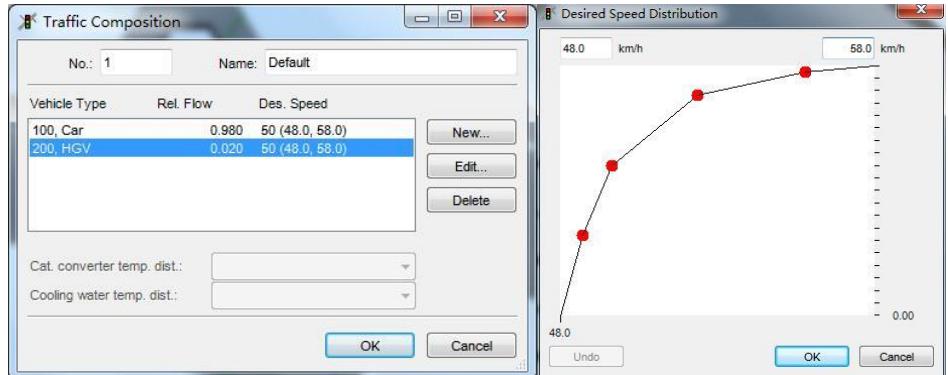 Traffic Composition
No.: 1 Name: Default
Vehicle Type Rel. Flow Des. Speed
100, Car 0.980 50 (48.0, 58.0)
200, HGV 0.020 50 (48.0, 58.0)
New...
Edit...
Delete
Cat. converter temp. dist.:
Cooling water temp. dist.:
OK Cancel
Desired Speed Distribution
48.0 km/h 58.0 km/h
0.00
48.0
Undo OK Cancel